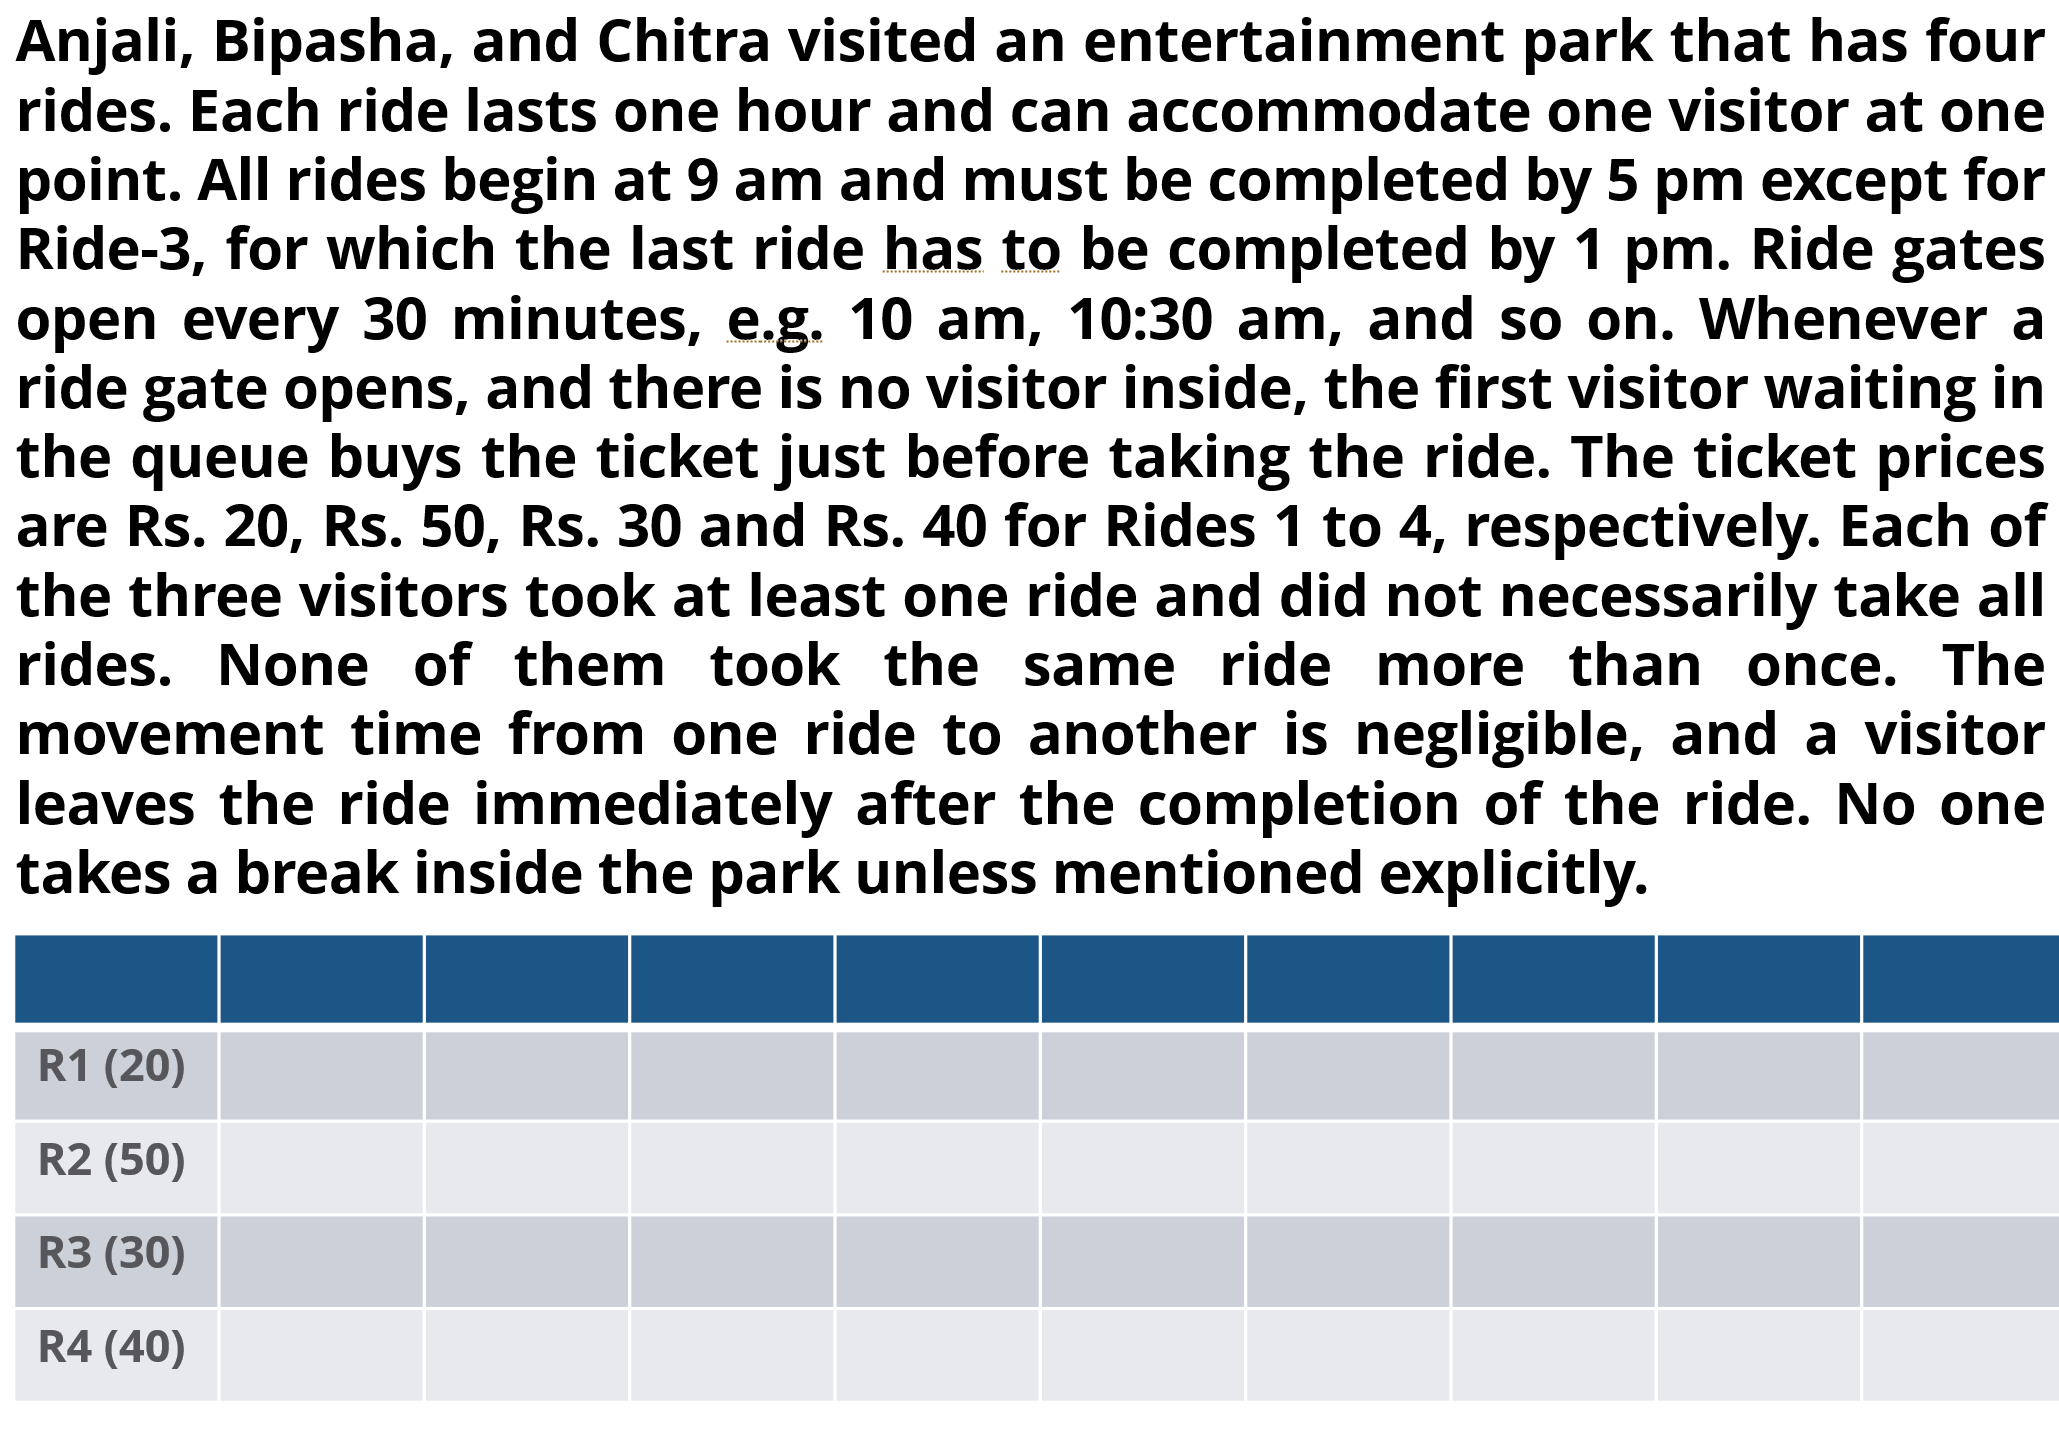 Anjali, Bipasha, and Chitra visited an entertainment park that has four
rides. Each ride lasts one hour and can accommodate one visitor at one
point. All rides begin at 9 am and must be completed by 5 pm except for
Ride-3, for which the last ride has to be completed by 1 pm. Ride gates
open every 30 minutes, e.g. 10 am, 10:30 am, and so on. Whenever a
ride gate opens, and there is no visitor inside, the first visitor waiting in
the queue buys the ticket just before taking the ride. The ticket prices
are Rs. 20, Rs. 50, Rs. 30 and Rs. 40 for Rides 1 to 4, respectively. Each of
the three visitors took at least one ride and did not necessarily take all
rides. None of them took the same ride more than once. The
movement time from one ride to another is negligible, and a visitor
leaves the ride immediately after the completion of the ride. No one
takes a break inside the park unless mentioned explicitly.
R1 (20)
R2 (50)
R3 (30)
R4 (40)